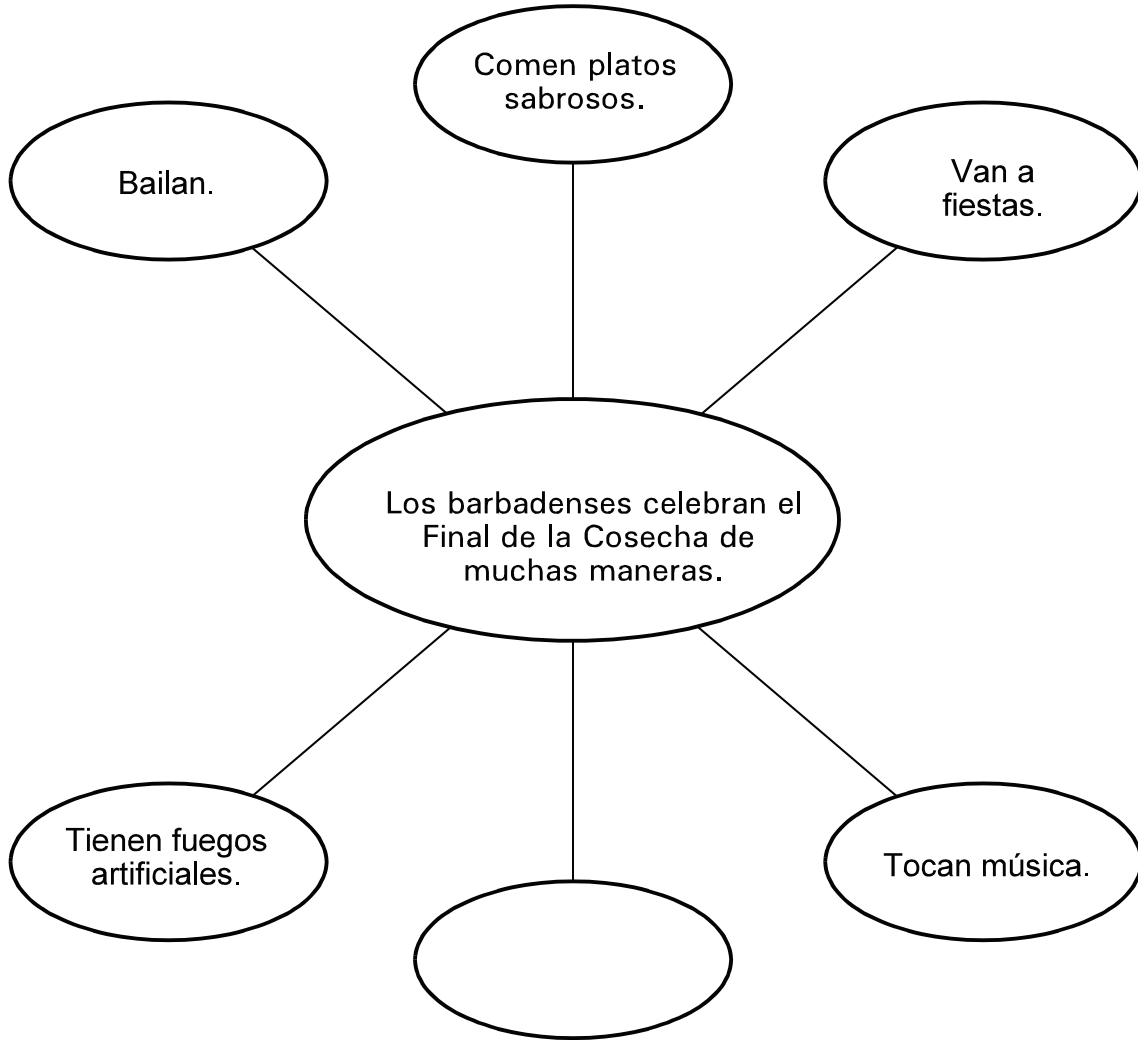 Comen platos
sabrosos.
Bailan.
Van a
fiestas.
Los barbadenses celebran el
Final de la Cosecha de
muchas maneras.
Tienen fuegos
artificiales.
Tocan música.